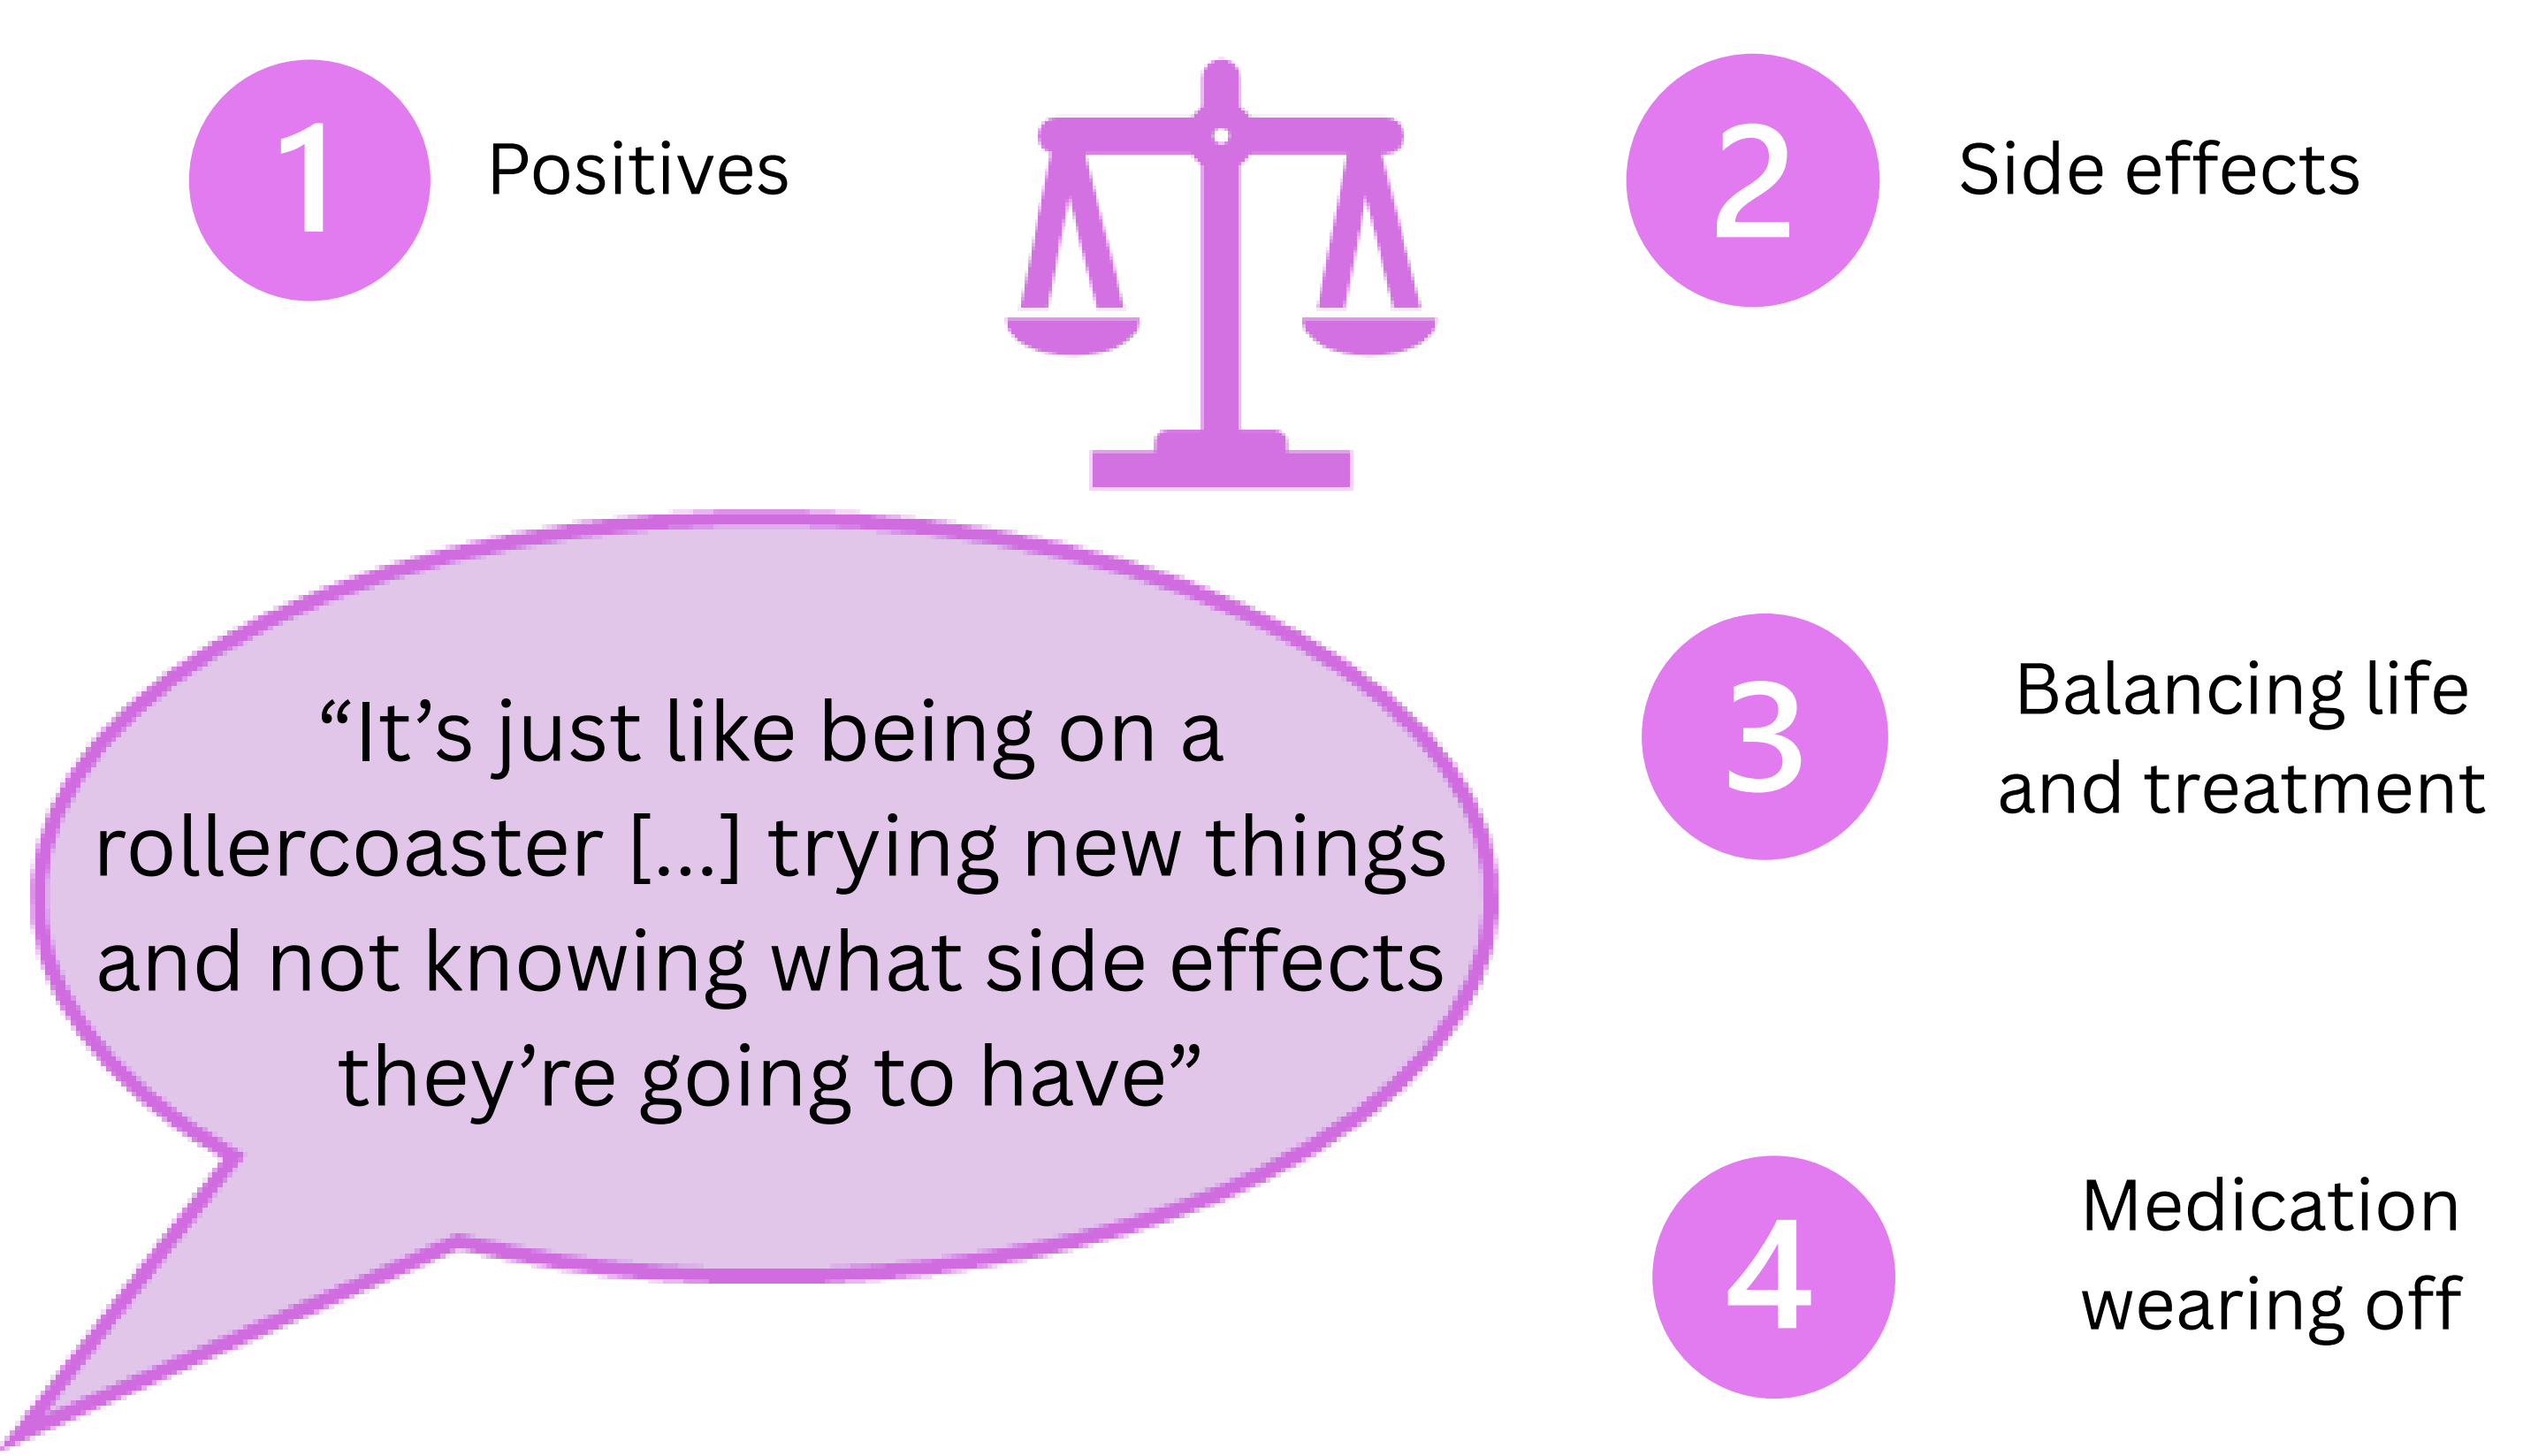 1
Positives
2
Side effects
“It’s just like being on a
rollercoaster [...] trying new things
and not knowing what side effects
they’re going to have”
3
Balancing life
and treatment
4
Medication
wearing off